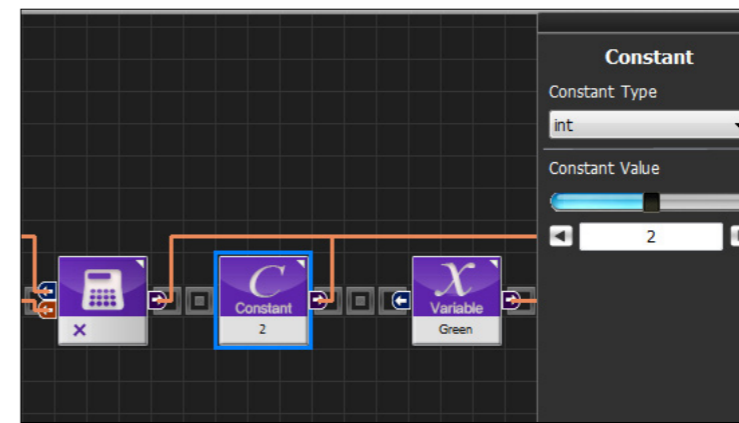 Constant
Constant Type
int
Constant Value
2
C
Constant
2
X
Variable
Green
×